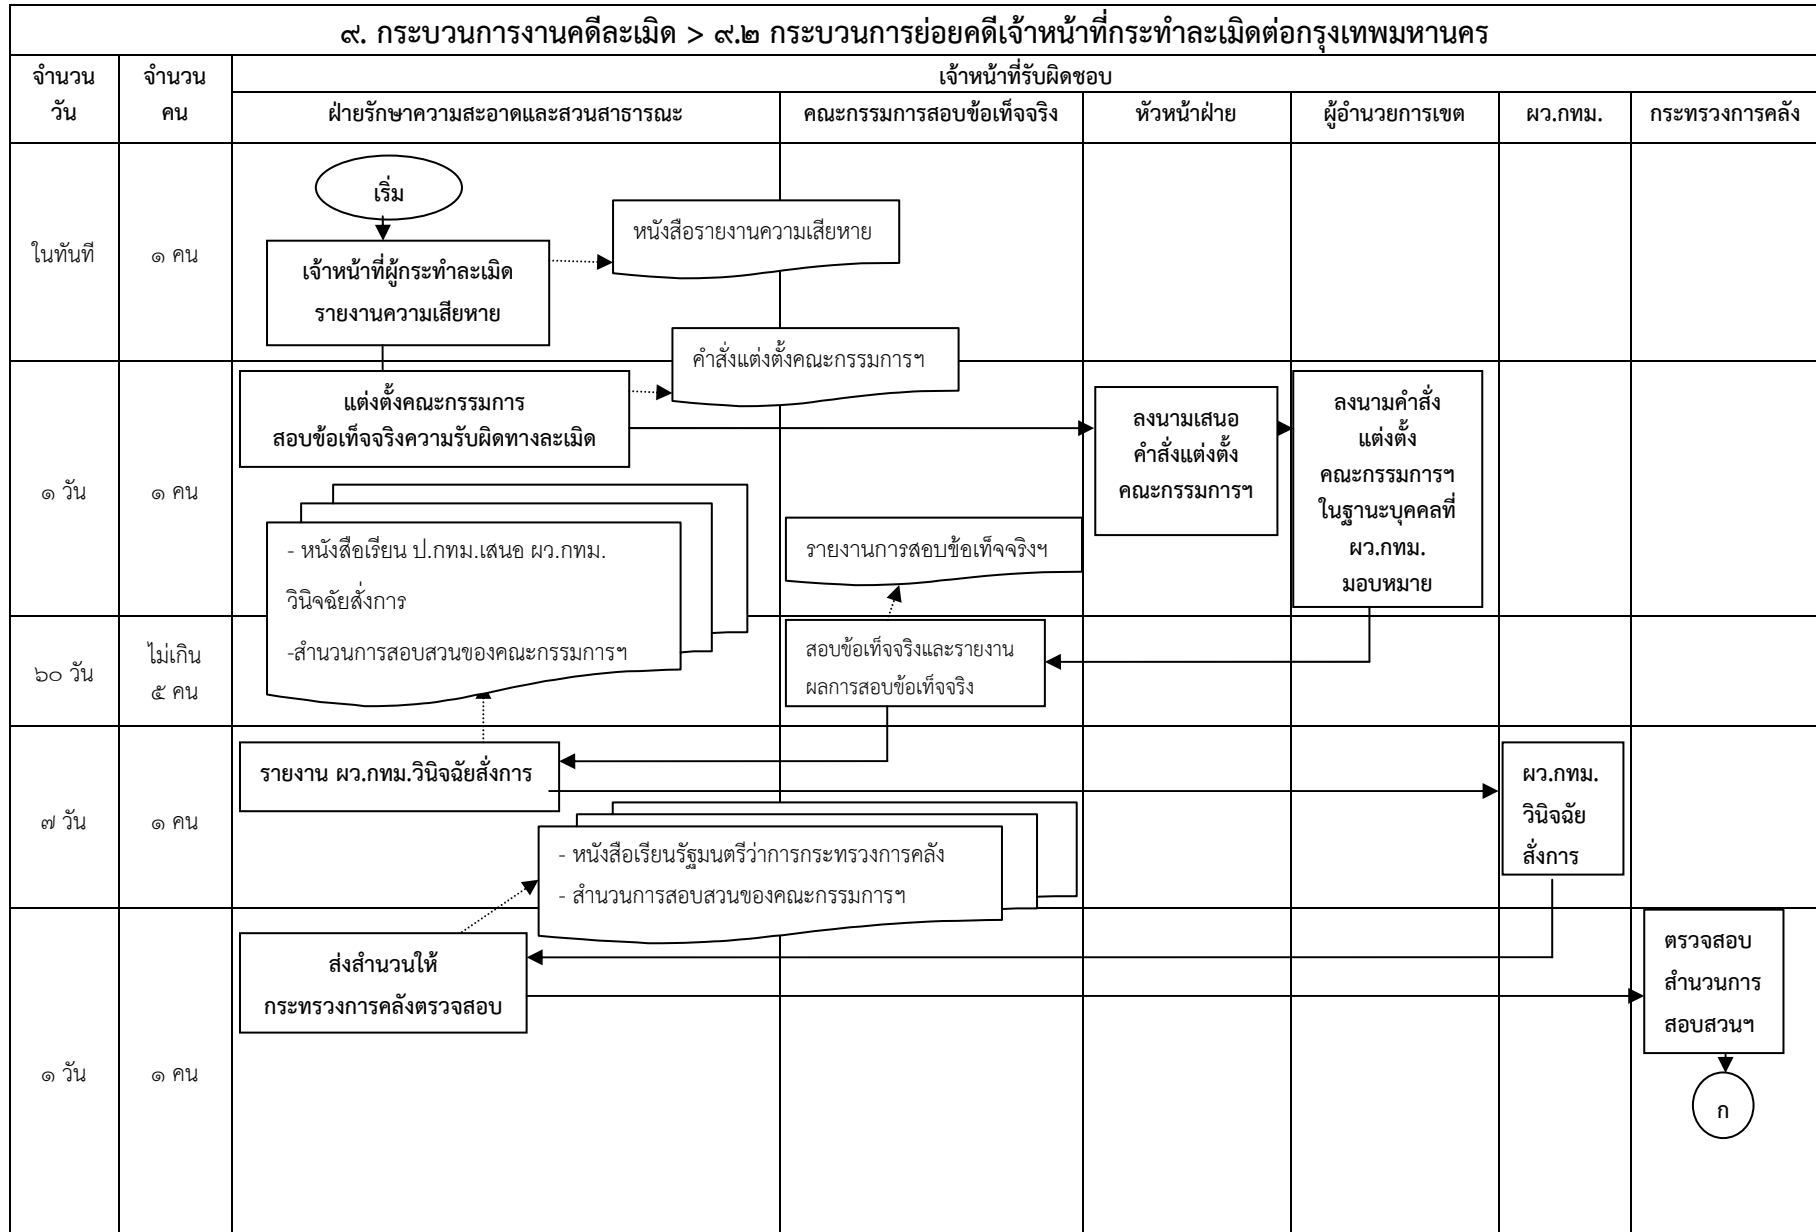 ๙. กระบวนการงานคดีละเมิด > ๙.๒ กระบวนการย่อยคดีเจ้าหน้าที่กระทำละเมิดต่อกรุงเทพมหานคร
จำนวน
วัน
จำนวน
คน
เจ้าหน้าที่รับผิดชอบ
ฝ่ายรักษาความสะอาดและสวนสาธารณะ
คณะกรรมการสอบข้อเท็จจริง
หัวหน้าฝ่าย
ผู้อำนวยการเขต
ผว.กทม.
กระทรวงการคลัง
ในทันที
๑ คน
เริ่ม
เจ้าหน้าที่ผู้กระทำละเมิด
รายงานความเสียหาย
หนังสือรายงานความเสียหาย
๑ วัน
๑ คน
แต่งตั้งคณะกรรมการ
สอบข้อเท็จจริงความรับผิดทางละเมิด
คำสั่งแต่งตั้งคณะกรรมการฯ
ลงนามเสนอ
คำสั่งแต่งตั้ง
คณะกรรมการฯ
ลงนามคำสั่ง
แต่งตั้ง
คณะกรรมการฯ
ในฐานะบุคคลที่
ผว.กทม.
มอบหมาย
- หนังสือเรียน ป.กทม.เสนอ ผว.กทม.
วินิจฉัยสั่งการ
-สำนวนการสอบสวนของคณะกรรมการฯ
รายงานการสอบข้อเท็จจริงฯ
๖๐ วัน
ไม่เกิน
๕ คน
สอบข้อเท็จจริงและรายงาน
ผลการสอบข้อเท็จจริง
๗ วัน
๑ คน
รายงาน ผว.กทม.วินิจฉัยสั่งการ
ผว.กทม.
วินิจฉัย
สั่งการ
- หนังสือเรียนรัฐมนตรีว่าการกระทรวงการคลัง
- สำนวนการสอบสวนของคณะกรรมการฯ
๑ วัน
๑ คน
ส่งสำนวนให้
กระทรวงการคลังตรวจสอบ
ตรวจสอบ
สำนวนการ
สอบสวนฯ
ก